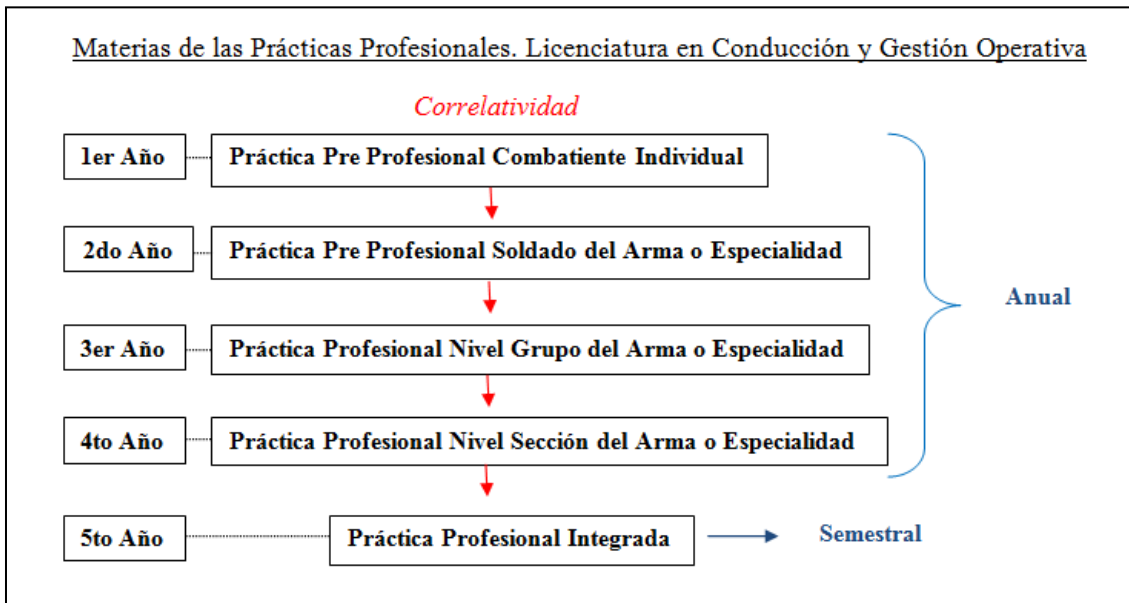 Materias de las Prácticas Profesionales. Licenciatura en Conducción y Gestión Operativa
Correlatividad
1er Año
Práctica Pre Profesional Combatiente Individual
2do Año
Práctica Pre Profesional Soldado del Arma o Especialidad
Anual
3er Año
Práctica Profesional Nivel Grupo del Arma o Especialidad
4to Año
Práctica Profesional Nivel Sección del Arma o Especialidad
5to Año
Práctica Profesional Integrada
Semestral